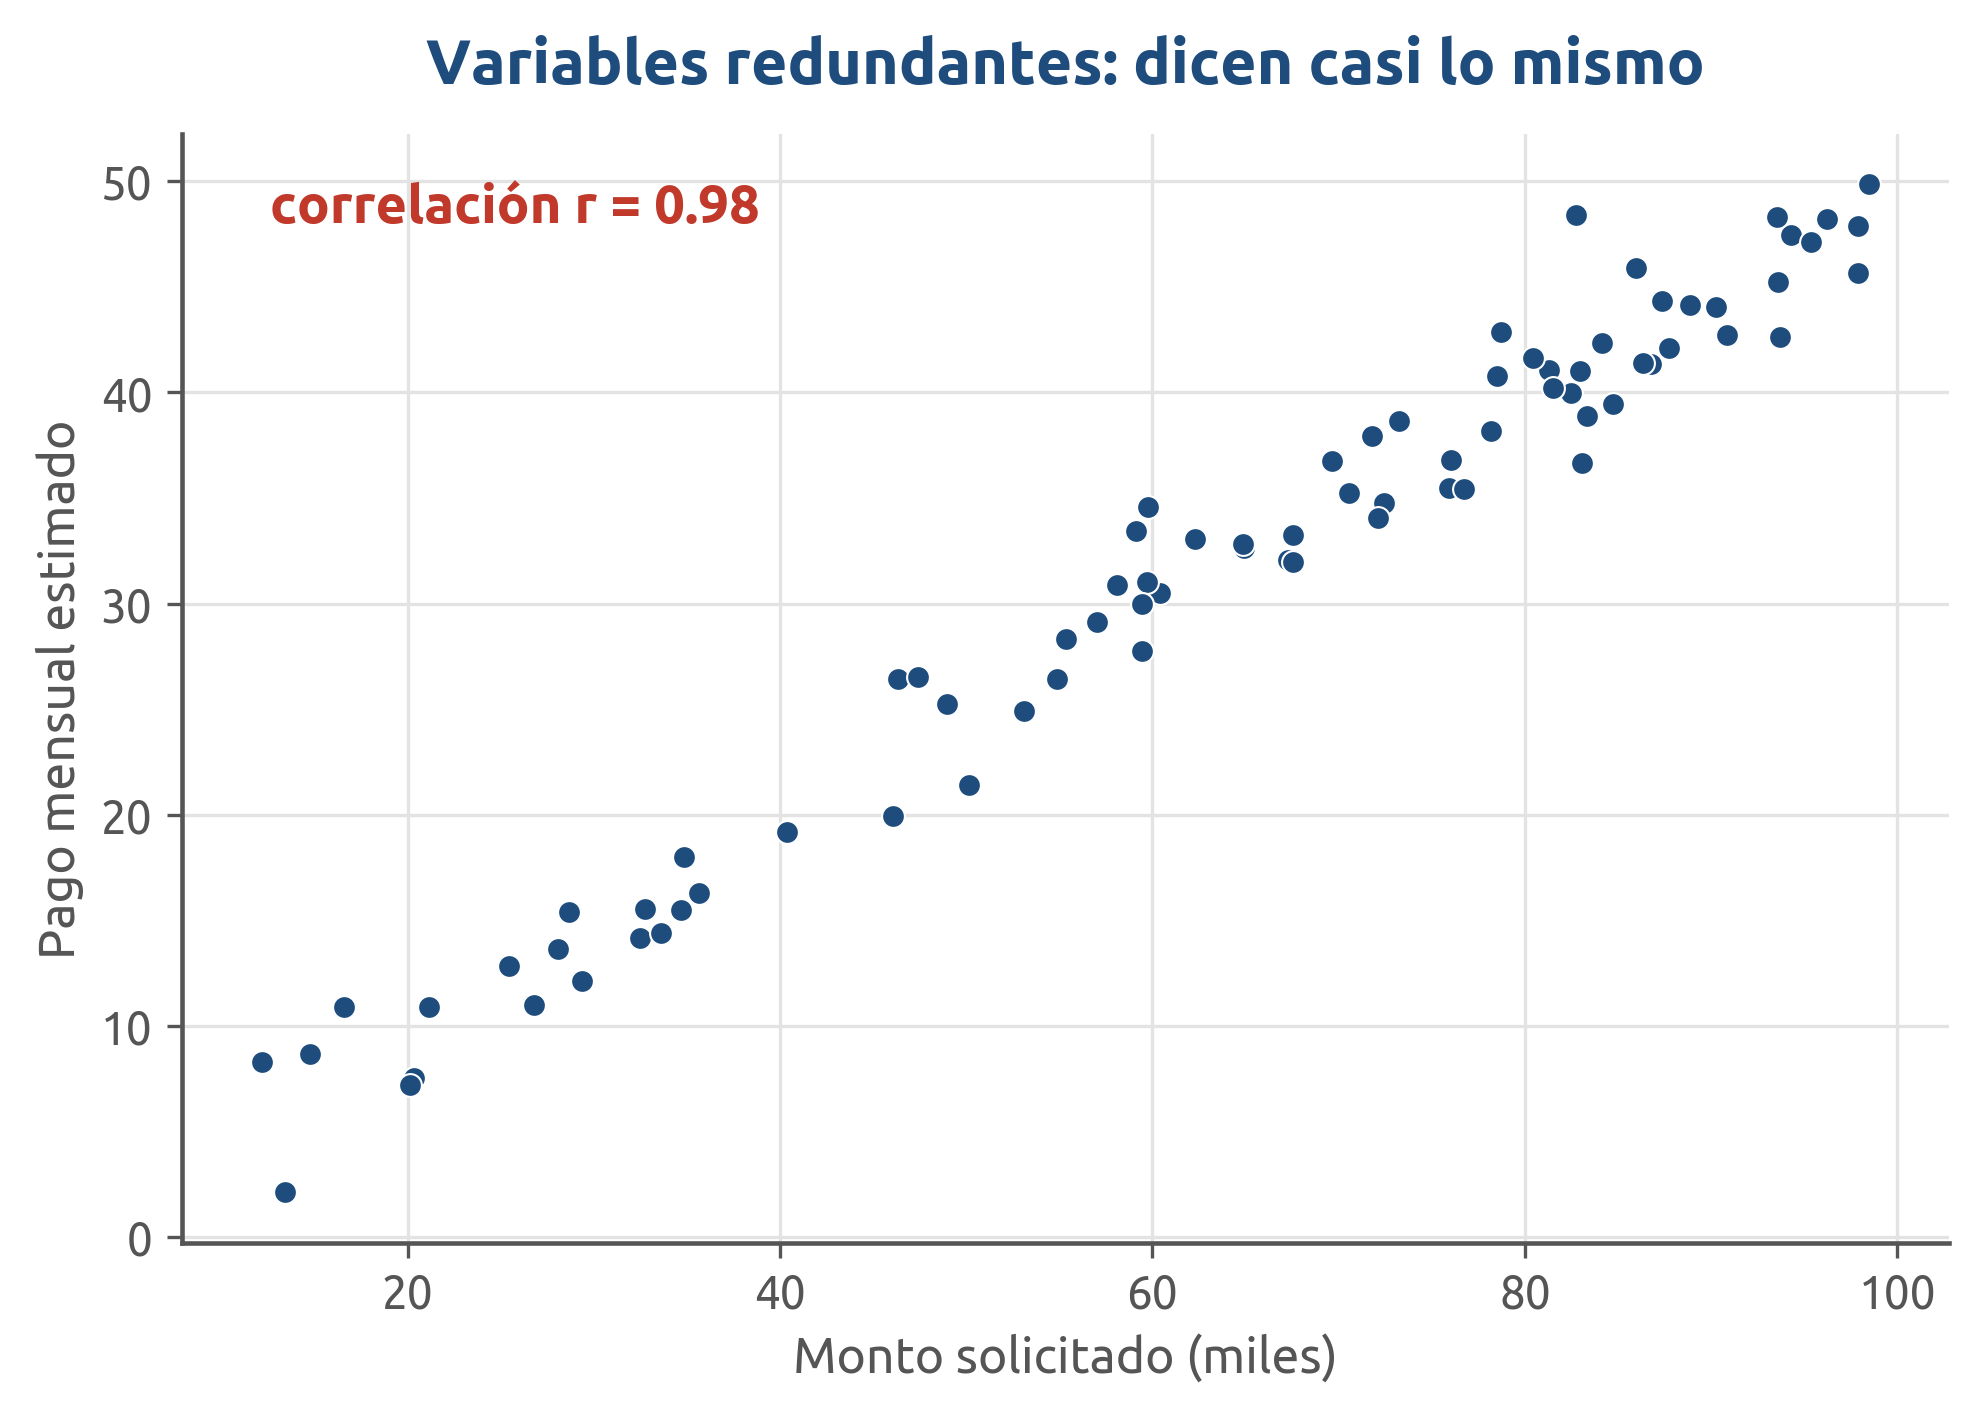 Variables redundantes: dicen casi lo mismo
correlación r = 0.98
50
40
30
20
10
0
Pago mensual estimado
20
40
60
80
100
Monto solicitado (miles)